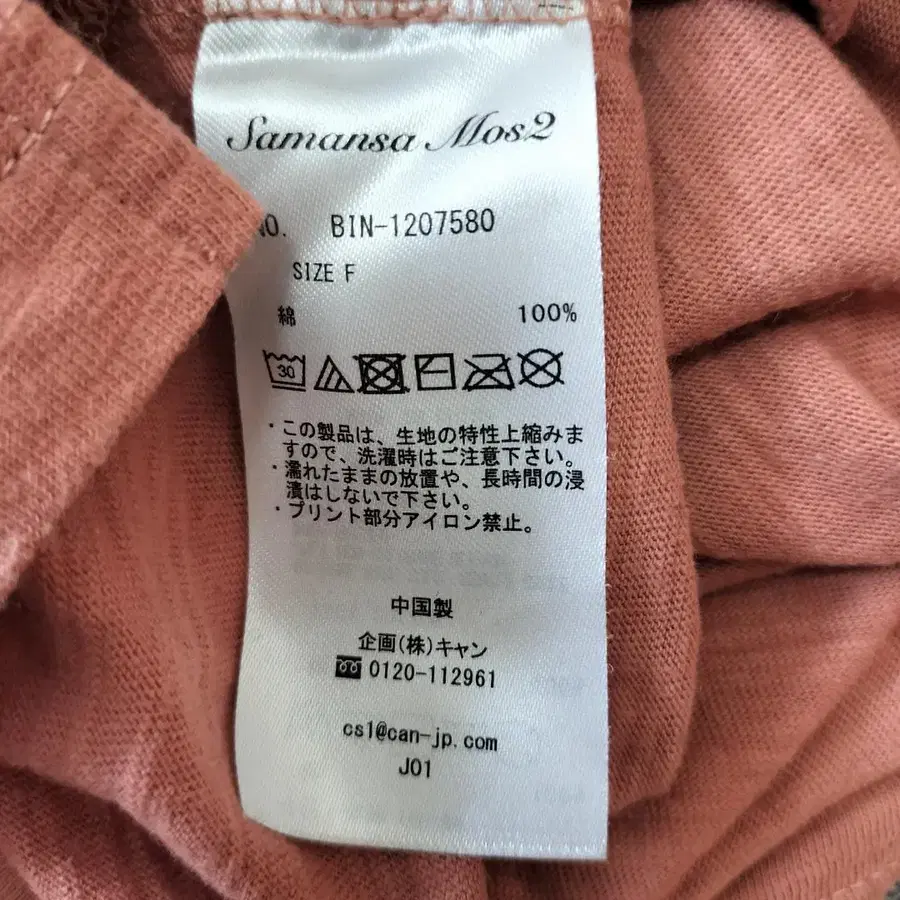 Samansa Mos2
NO. BIN-1207580
SIZE F
綿 100%
30
・この製品は、生地の特性上縮みま
すので、洗濯時はご注意下さい。
・濡れたままの放置や、長時間の浸
漬はしないで下さい。
・プリント部分アイロン禁止。
中国製
企画(株)キャン
0120-112961
cs1@can-jp.com
J01